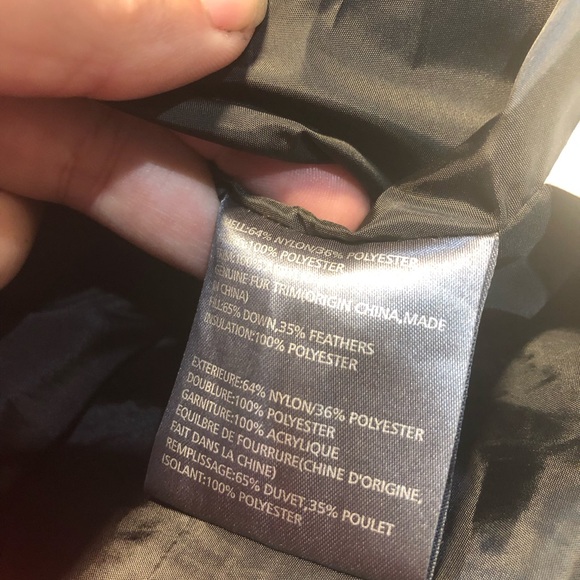 ELL:64% NYLON/36% POLYESTER
100% POLYESTER
GENUINE FUR TRIM(ORIGIN CHINA,MADE
IN CHINA)
FILL:65% DOWN,35% FEATHERS
INSULATION:100% POLYESTER
EXTERIEURE:64% NYLON/36% POLYESTER
DOUBLURE:100% POLYESTER
GARNITURE:100% ACRYLIQUE
EQUILBRE DE FOURRURE(CHINE D'ORIGINE,
FAIT DANS LA CHINE)
REMPLISSAGE:65% DUVET,35% POULET
ISOLANT:100% POLYESTER